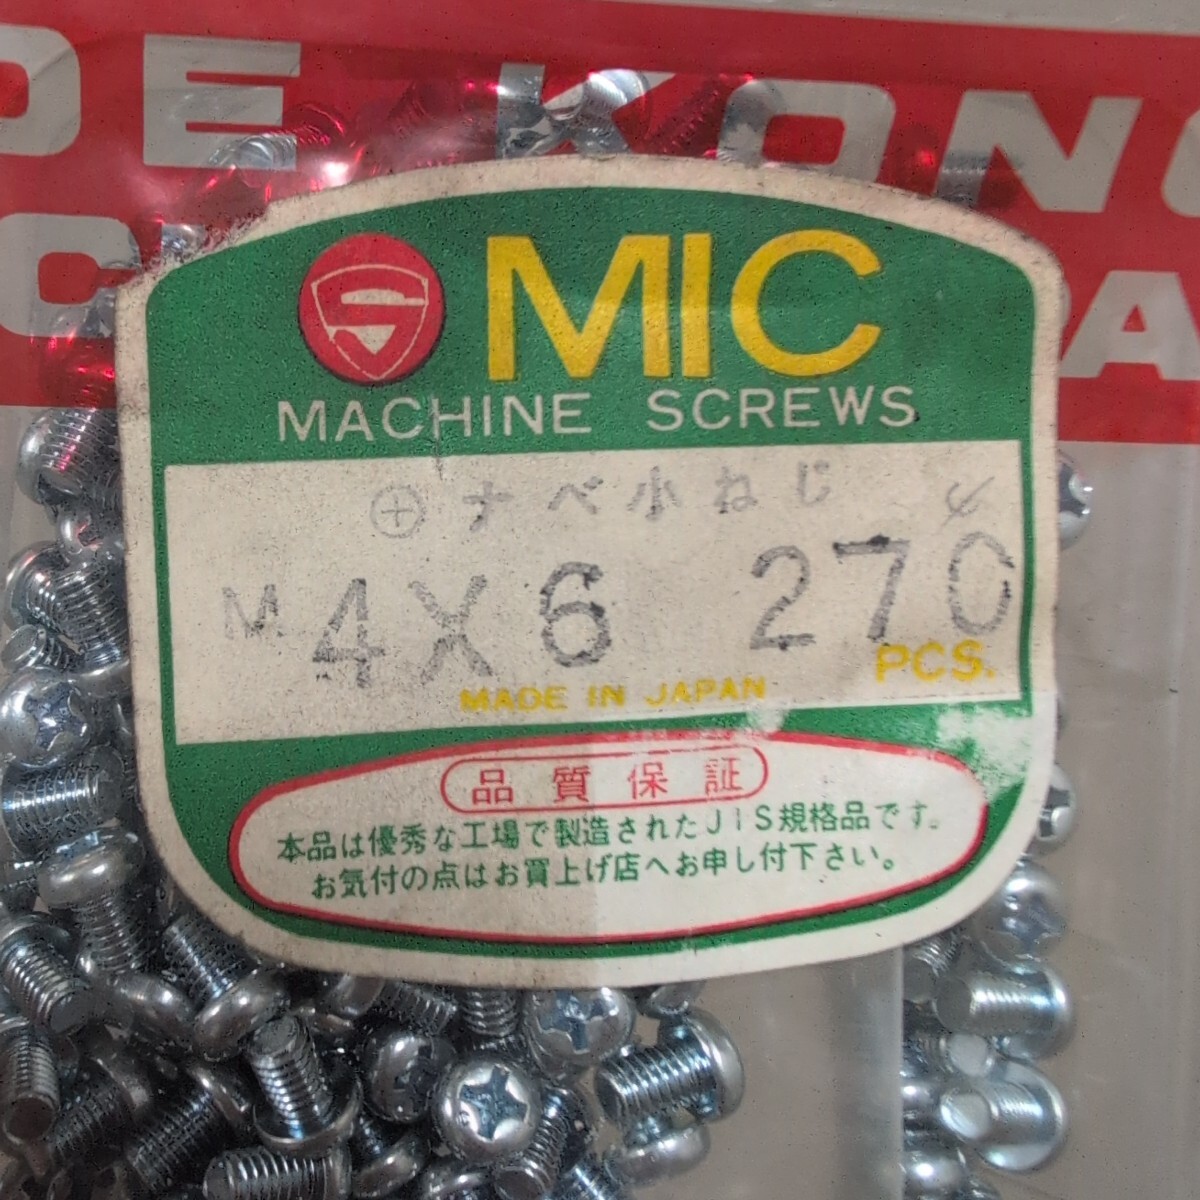 DE KONG
C PA
MIC
MACHINE SCREWS
⊕ナベ小ねじ
M4X6 270
PCS.
MADE IN JAPAN
品質保証
本品は優秀な工場で製造されたJIS規格品です。
お気付の点はお買上げ店へお申し付下さい。